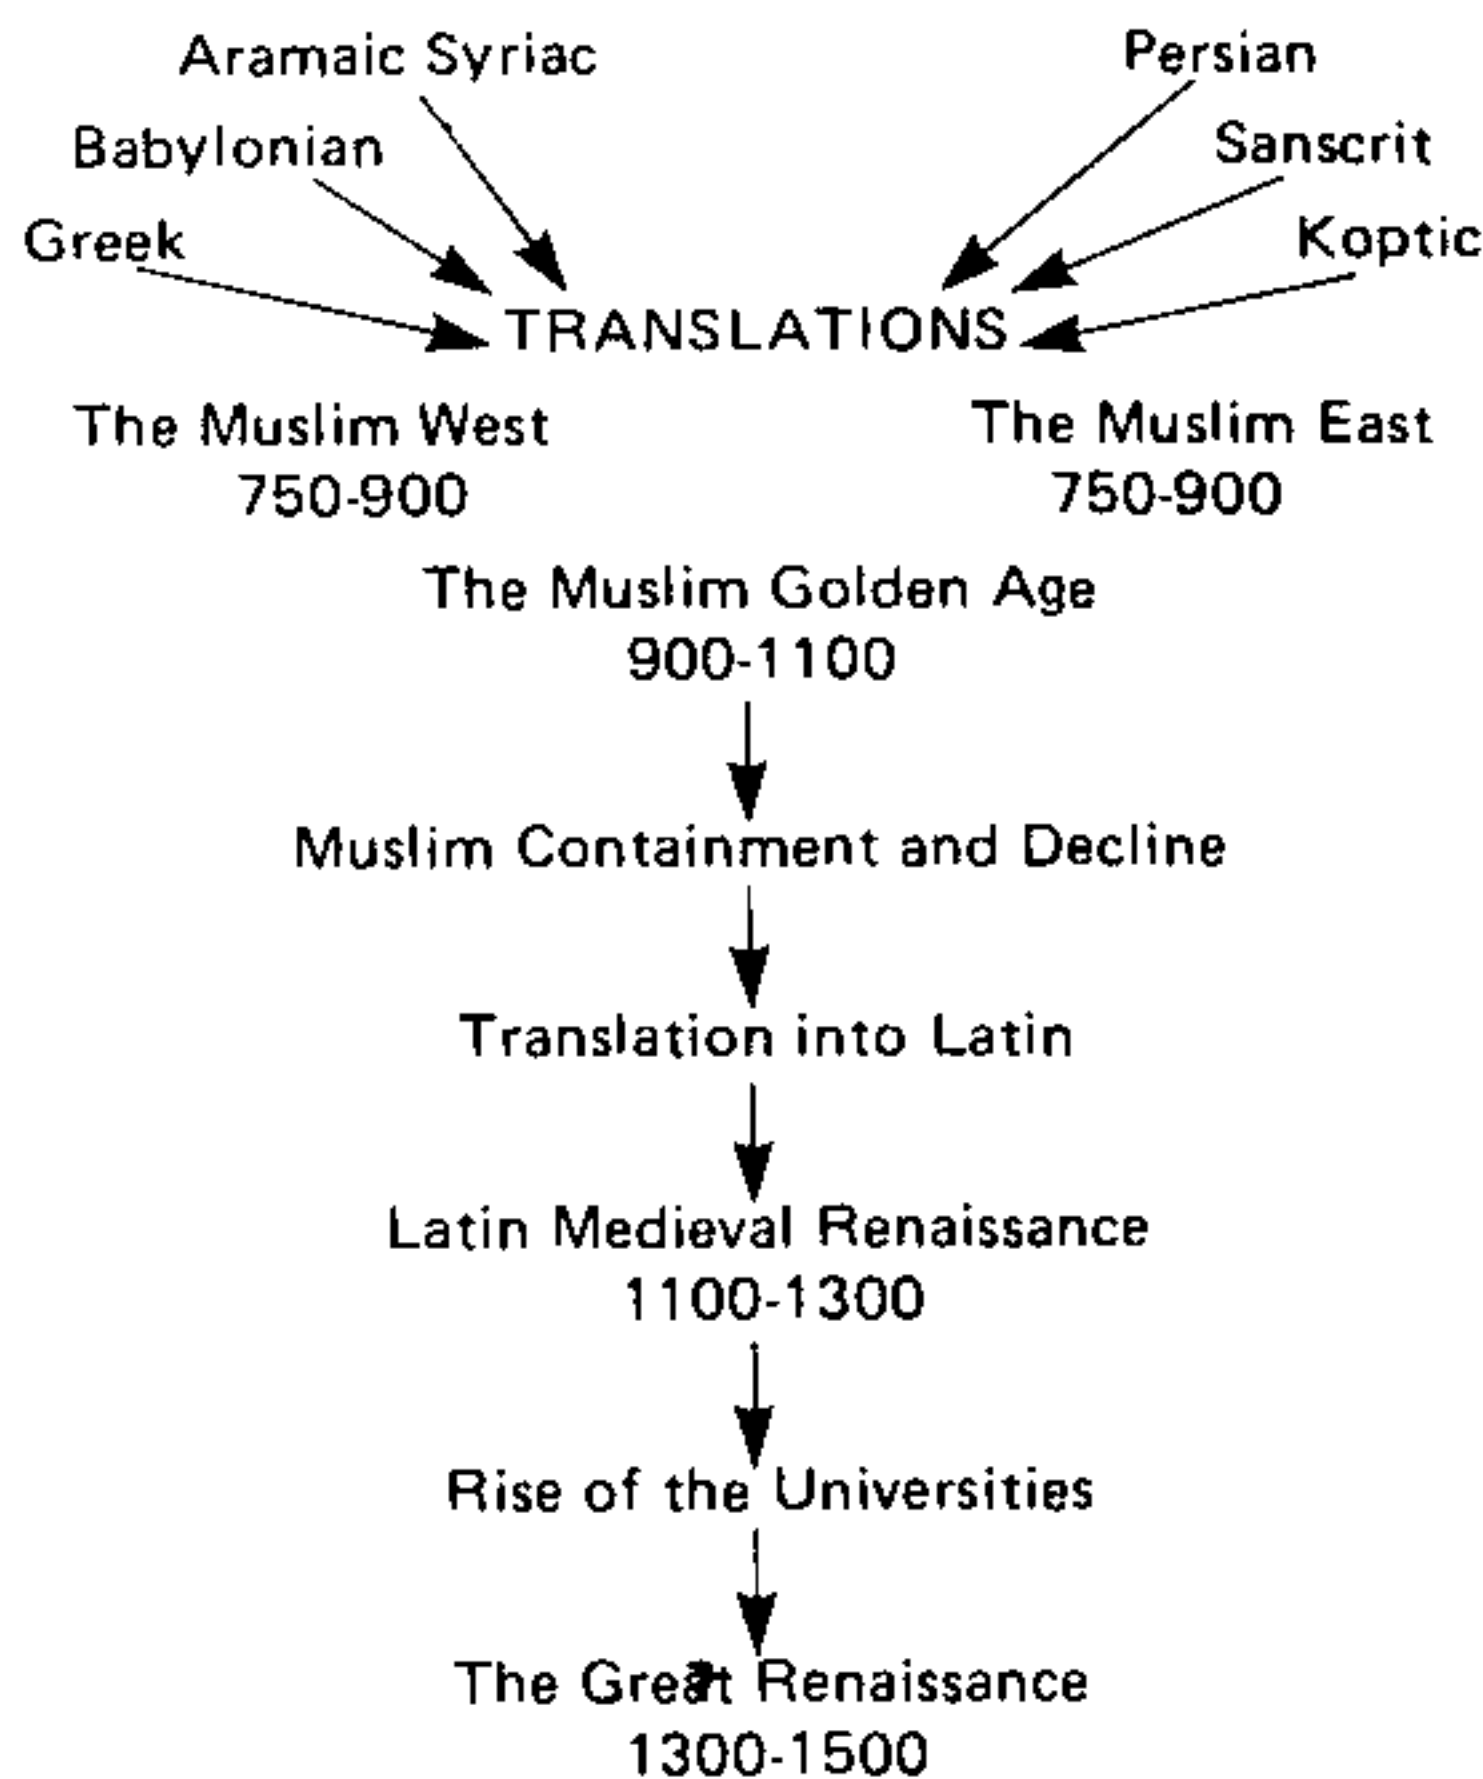 Aramaic Syriac
Persian
Babylonian
Sanscrit
Greek
Koptic
TRANSLATIONS
The Muslim West
The Muslim East
750-900
750-900
The Muslim Golden Age
900-1100
Muslim Containment and Decline
Translation into Latin
Latin Medieval Renaissance
1100-1300
Rise of the Universities
The Great Renaissance
1300-1500